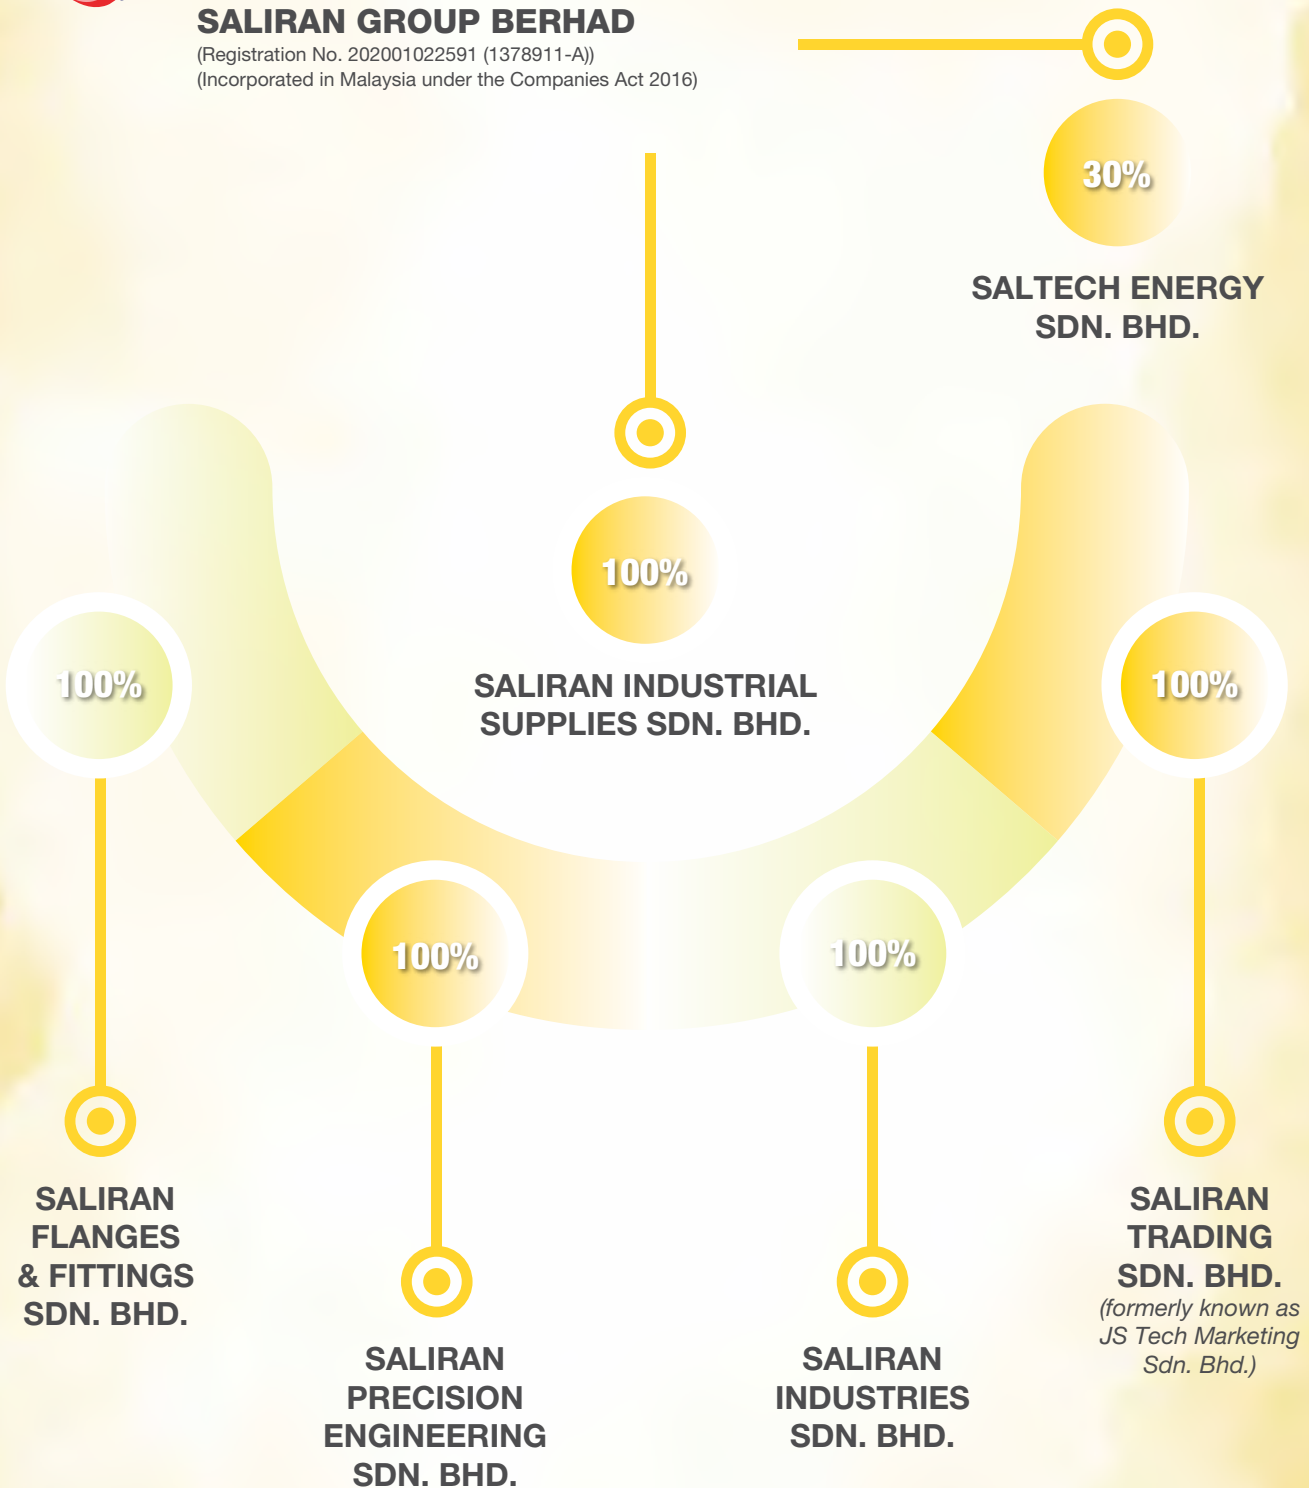 SALIRAN GROUP BERHAD
(Registration No. 202001022591 (1378911-A))
(Incorporated in Malaysia under the Companies Act 2016)
30%
SALTECH ENERGY
SDN. BHD.
100%
SALIRAN INDUSTRIAL
SUPPLIES SDN. BHD.
100%
SALIRAN
FLANGES
& FITTINGS
SDN. BHD.
100%
SALIRAN
PRECISION
ENGINEERING
SDN. BHD.
100%
SALIRAN
INDUSTRIES
SDN. BHD.
100%
SALIRAN
TRADING
SDN. BHD.
(formerly known as
JS Tech Marketing
Sdn. Bhd.)